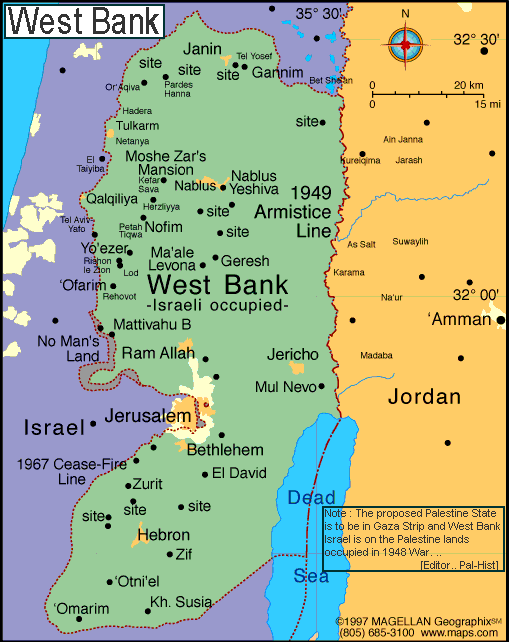 West Bank
35° 30'
N
32° 30'
20 km
0
0
15 mi
Janin
Tel Yosef
site
site
site
Gannim
Bet She'an
Or'Aqiva
Pardes
Hanna
Hadera
Tulkarm
Netanya
site
Ain Janna
Kureiqima
Jarash
El
Taiyiba
Moshe Zar's
Mansion
Kefar
Sava
Nablus
Nablus
Yeshiva
1949
Armistice
Line
Qalqiliya
Herzliyya
site
Tel Aviv
Yafo
Petah
Tiqwa
Nofim
site
As Salt
Suwaylih
Yo'ezer
Rishon
le Zion
Lod
Ma'ale
Levona
Geresh
Karama
'Ofarim
Rehovot
West Bank
-Israeli occupied-
Na'ur
32° 00'
'Amman
Mattivahu B
No Man's
Land
Ram Allah
Jericho
Madaba
Mul Nevo
Jordan
Jerusalem
Israel
Bethlehem
1967 Cease-Fire
Line
El David
Zurit
site
site
site
Dead
Sea
Hebron
Zif
Note : The proposed Palestine State
is to be in Gaza Strip and West Bank
Israel is on the Palestine lands
occupied in 1948 War. ..
[Editor.. Pal-Hist]
'Otni'el
'Omarim
Kh. Susia
©1997 MAGELLAN Geographix℠
(805) 685-3100 www.maps.com